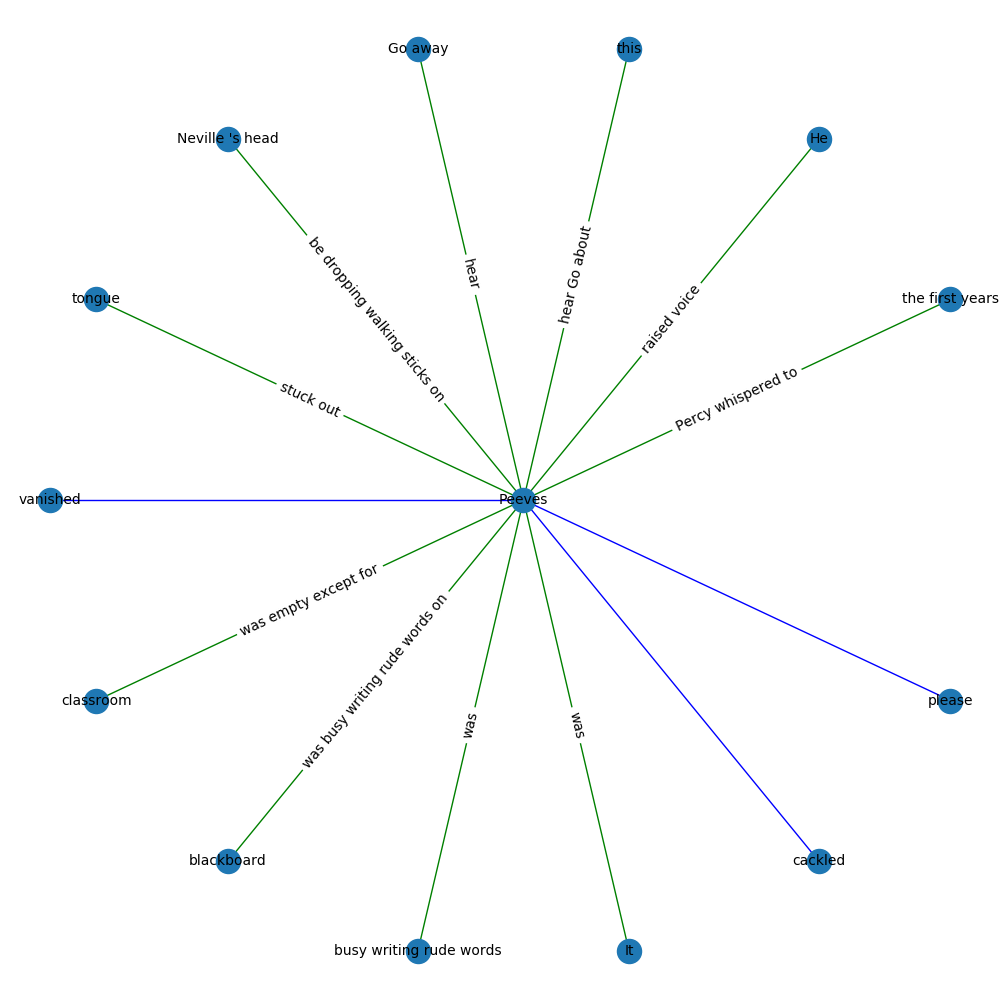 Go away
this
Neville 's head
He
be dropping walking sticks on
hear
hear Go about
raised voice
tongue
the first years
stuck out
Percy whispered to
vanished
Peeves
was empty except for
was busy writing rude words on
classroom
please
was
was
blackboard
cackled
busy writing rude words
It